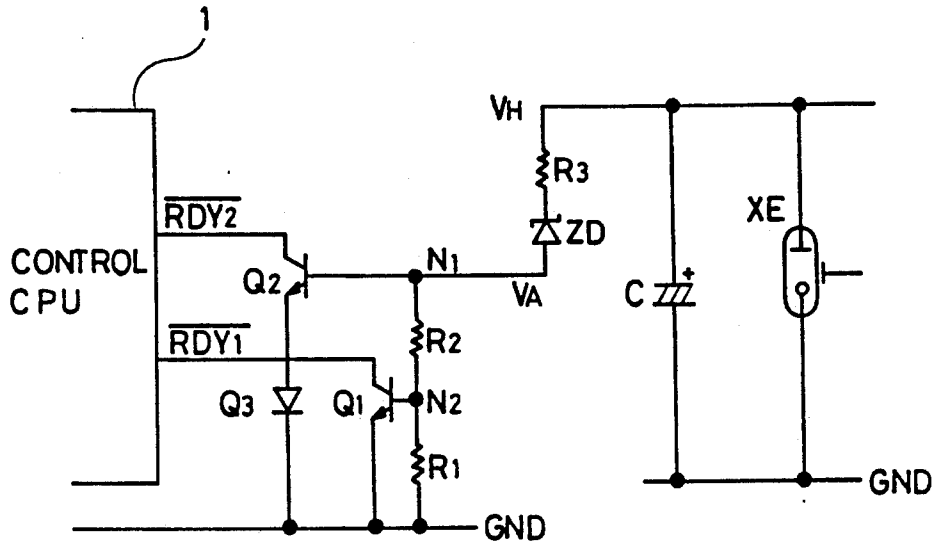 1
VH
R3
RDY2
XE
ZD
CONTROL
CPU
N1
Q2
VA
C
+
RDY1
R2
Q3
Q1
N2
R1
GND
GND